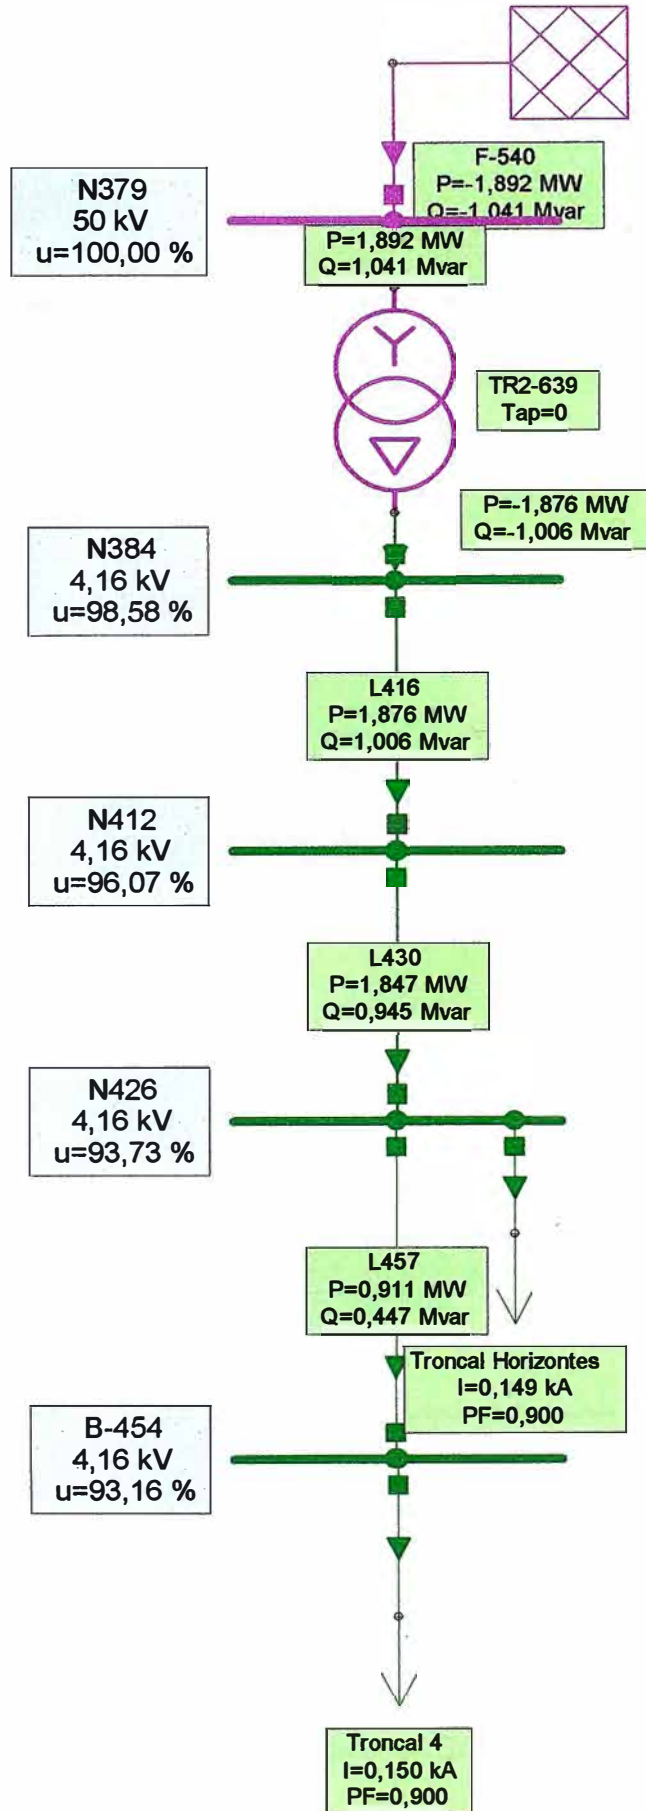 F-540
P=-1,892 MW
Q=-1,041 Mvar
N379
50 kV
u=100,00 %
P=1,892 MW
Q=1,041 Mvar
TR2-639
Tap=0
P=-1,876 MW
Q=-1,006 Mvar
N384
4,16 kV
u=98,58 %
L416
P=1,876 MW
Q=1,006 Mvar
N412
4,16 kV
u=96,07 %
L430
P=1,847 MW
Q=0,945 Mvar
N426
4,16 kV
u=93,73 %
L457
P=0,911 MW
Q=0,447 Mvar
Troncal Horizontes
I=0,149 kA
PF=0,900
B-454
4,16 kV
u=93,16 %
Troncal 4
I=0,150 kA
PF=0,900